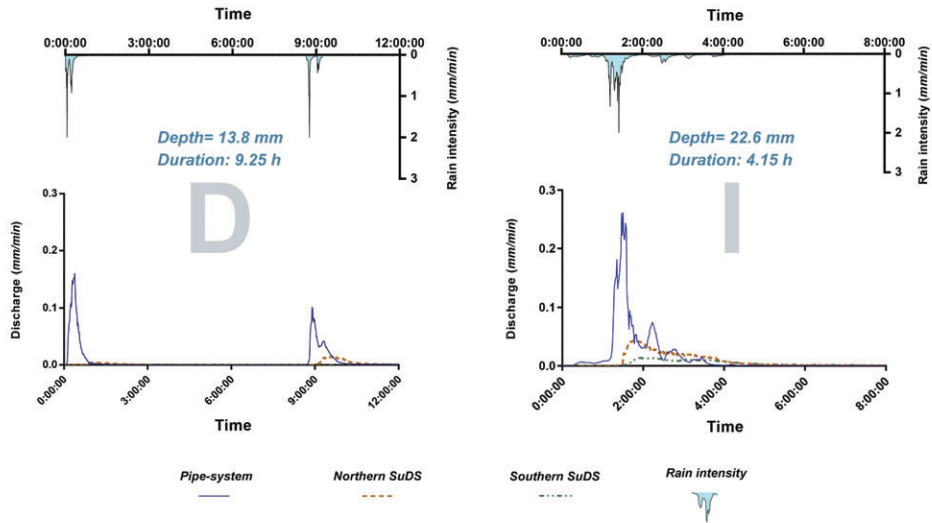 Time
0:00:00 3:00:00 6:00:00 9:00:00 12:00:00
0
1
2
3
Rain intensity (mm/min)
Depth= 13.8 mm
Duration: 9.25 h
D
0.3
0.2
0.1
0.0
Discharge (mm/min)
0:00:00 3:00:00 6:00:00 9:00:00 12:00:00
Time
Time
0:00:00 2:00:00 4:00:00 6:00:00 8:00:00
0
1
2
3
Rain intensity (mm/min)
Depth= 22.6 mm
Duration: 4.15 h
I
0.3
0.2
0.1
0.0
Discharge (mm/min)
0:00:00 2:00:00 4:00:00 6:00:00 8:00:00
Time
Pipe-system Northern SuDS Southern SuDS Rain intensity